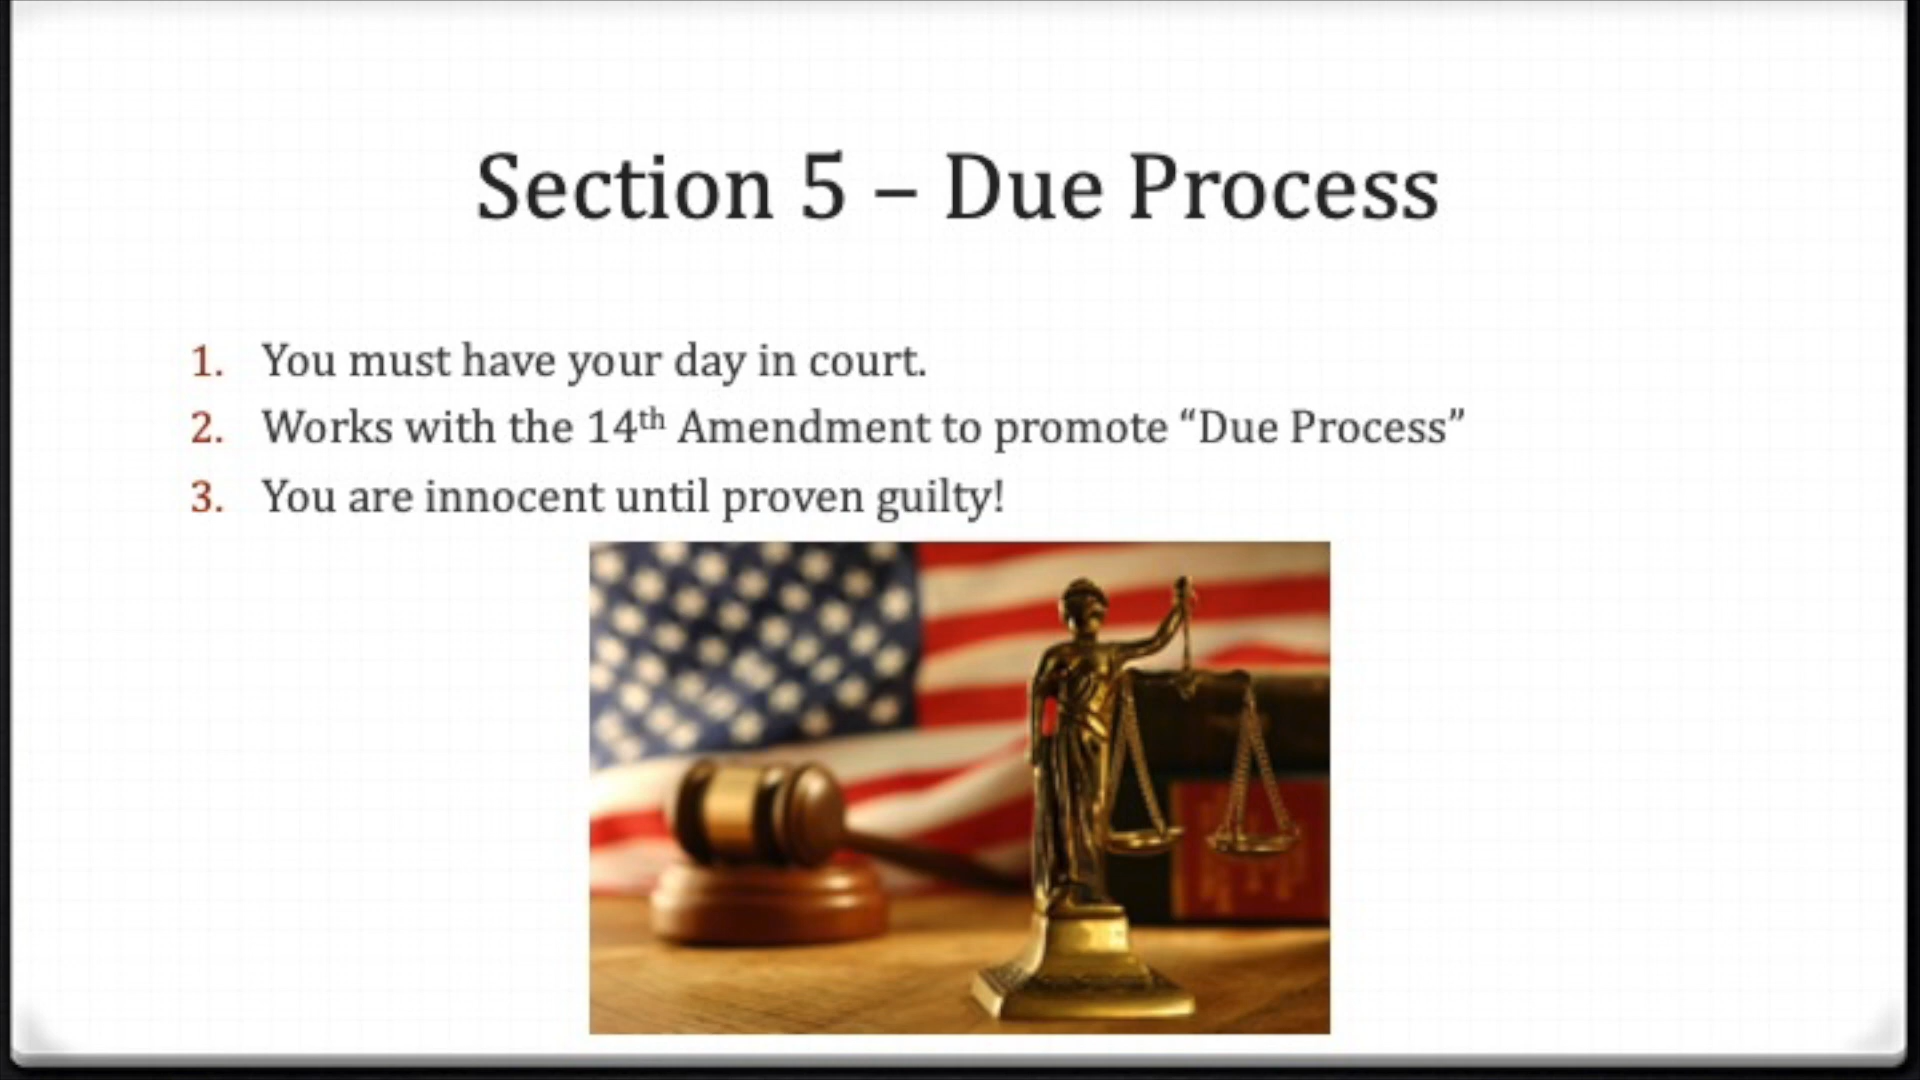 Section 5 – Due Process
1. You must have your day in court.
2. Works with the 14th Amendment to promote “Due Process”
3. You are innocent until proven guilty!